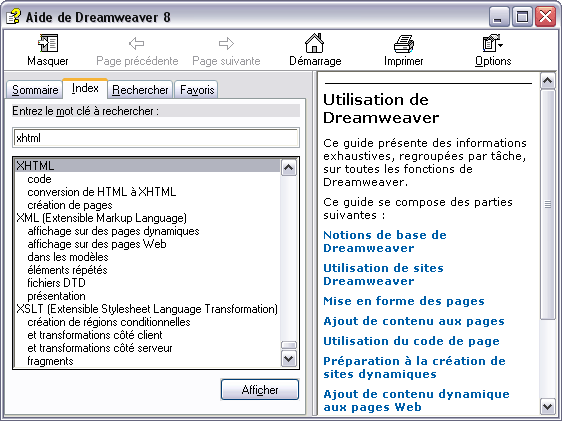 Aide de Dreamweaver 8
Masquer
Page précédente
Page suivante
Démarrage
Imprimer
Options
Sommaire
Index
Rechercher
Favoris
Entrez le mot clé à rechercher :
xhtml
XHTML
code
conversion de HTML à XHTML
création de pages
XML (Extensible Markup Language)
affichage sur des pages dynamiques
affichage sur des pages Web
dans les modèles
éléments répétés
fichiers DTD
présentation
XSLT (Extensible Stylesheet Language Transformation)
création de régions conditionnelles
et transformations côté client
et transformations côté serveur
fragments
Afficher
Utilisation de
Dreamweaver
Ce guide présente des informations
exhaustives, regroupées par tâche,
sur toutes les fonctions de
Dreamweaver.
Ce guide se compose des parties
suivantes :
Notions de base de
Dreamweaver
Utilisation de sites
Dreamweaver
Mise en forme des pages
Ajout de contenu aux pages
Utilisation du code de page
Préparation à la création de
sites dynamiques
Ajout de contenu dynamique
aux pages Web